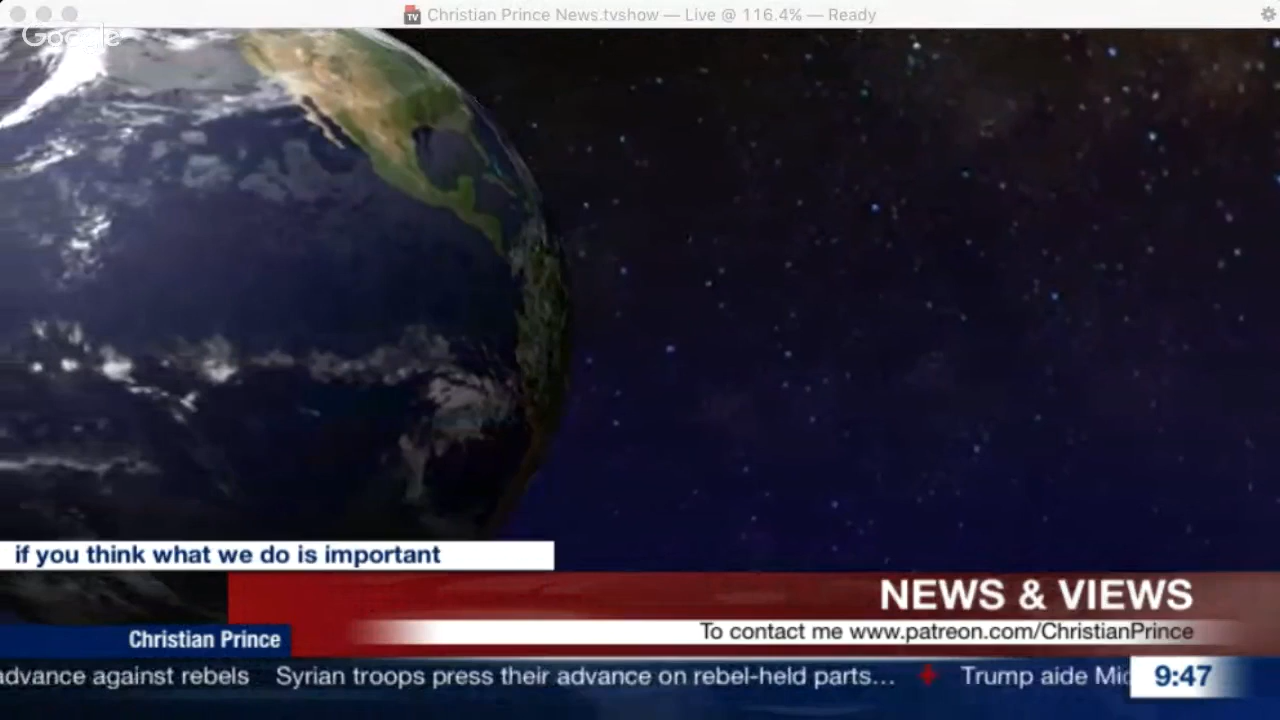 Christian Prince News.tvshow — Live @ 116.4% — Ready
Google
if you think what we do is important
NEWS & VIEWS
To contact me www.patreon.com/ChristianPrince
Christian Prince
advance against rebels Syrian troops press their advance on rebel-held parts... Trump aide
9:47